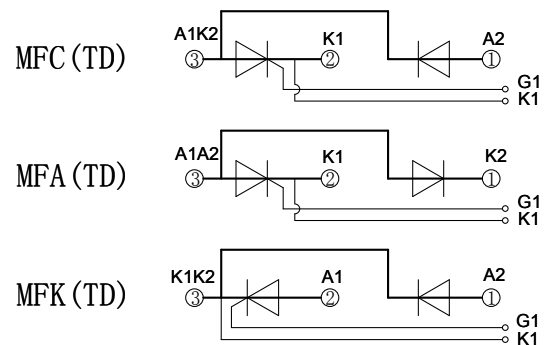 MFC(TD) A1K2 ③ K1 ② A2 ① G1 K1
MFA(TD) A1A2 ③ K1 ② K2 ① G1 K1
MFK(TD) K1K2 ③ A1 ② A2 ① G1 K1